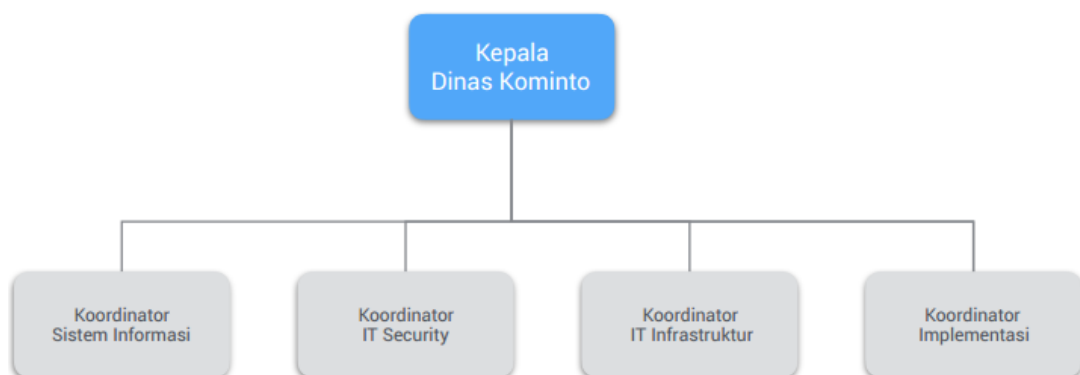 Kepala
Dinas Kominto
Koordinator
Sistem Informasi
Koordinator
IT Security
Koordinator
IT Infrastruktur
Koordinator
Implementasi